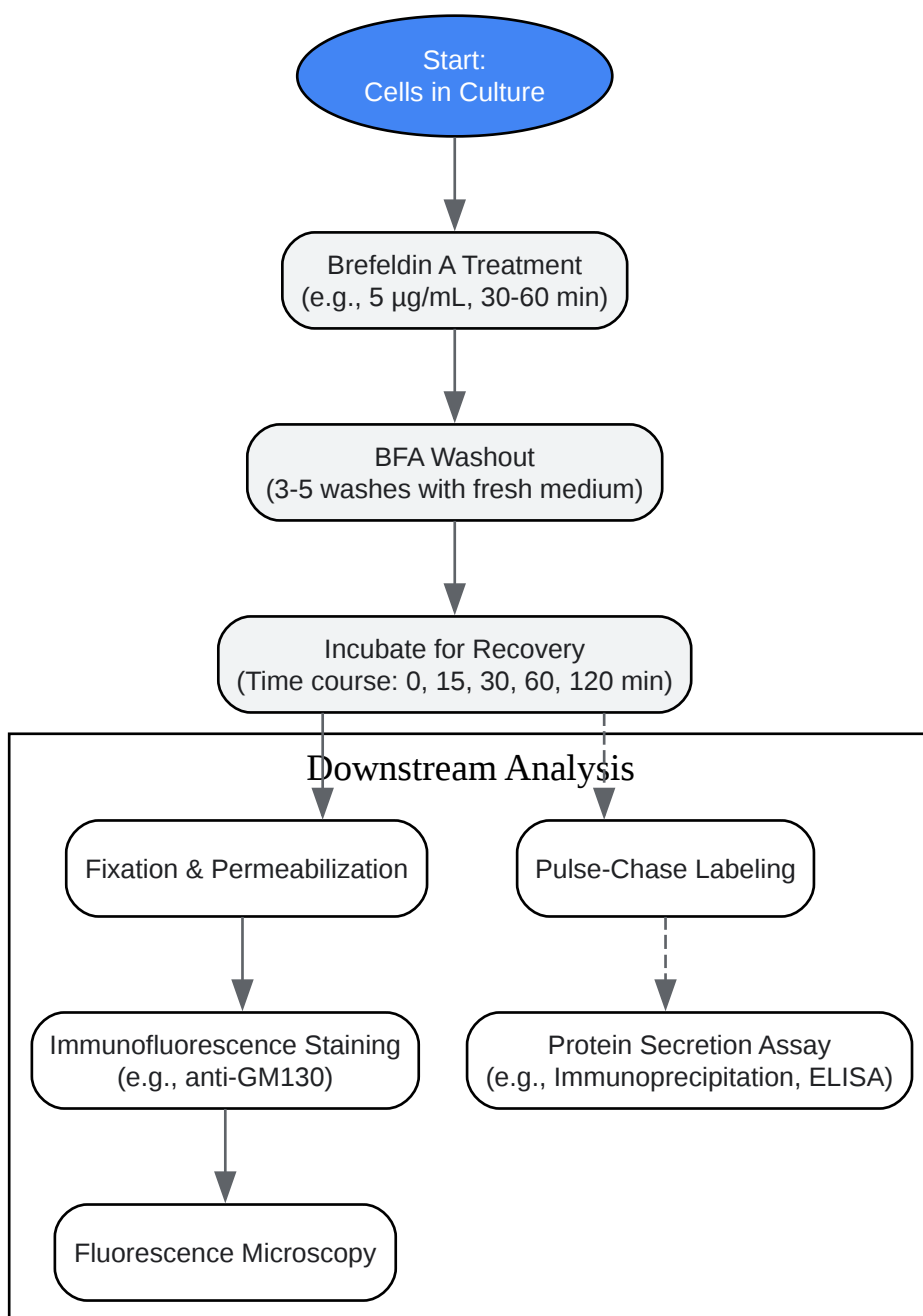 Start:
Cells in Culture
Brefeldin A Treatment
(e.g., 5 µg/mL, 30-60 min)
BFA Washout
(3-5 washes with fresh medium)
Incubate for Recovery
(Time course: 0, 15, 30, 60, 120 min)
Downstream Analysis
Fixation & Permeabilization
Pulse-Chase Labeling
Immunofluorescence Staining
(e.g., anti-GM130)
Protein Secretion Assay
(e.g., Immunoprecipitation, ELISA)
Fluorescence Microscopy